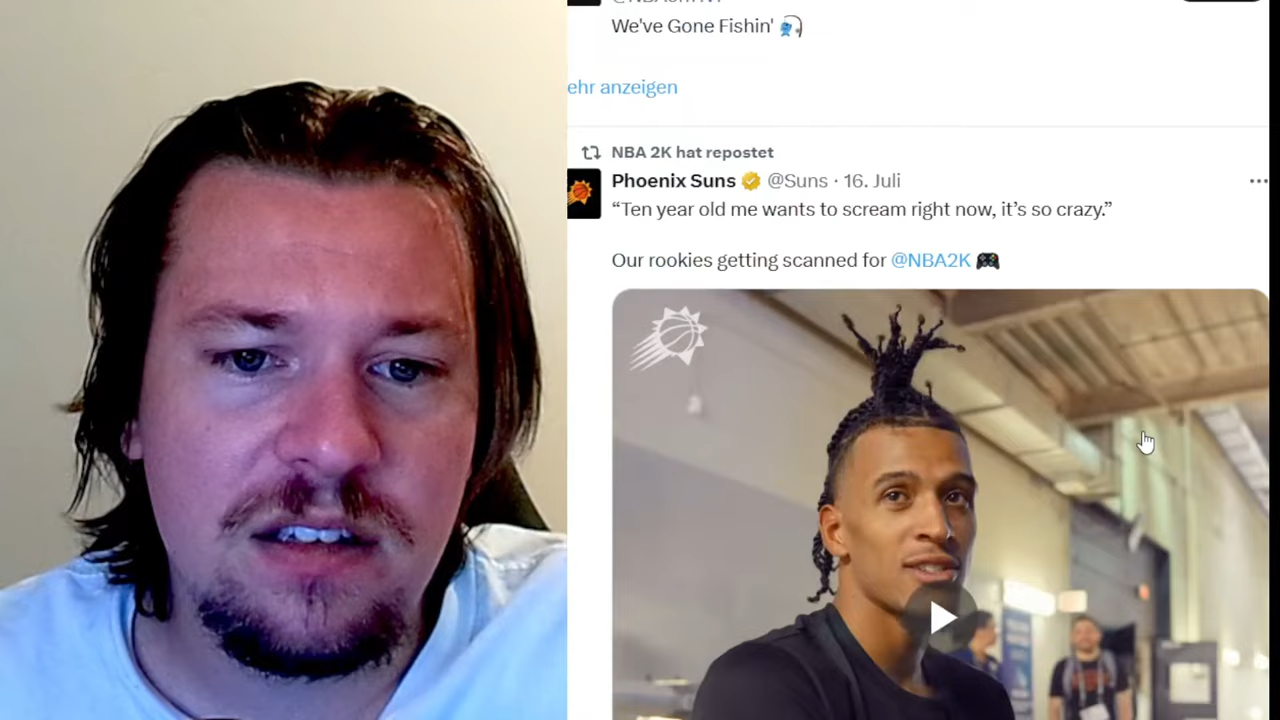 We've Gone Fishin'
ehr anzeigen
NBA 2K hat repostet
Phoenix Suns @Suns · 16. Juli
“Ten year old me wants to scream right now, it’s so crazy.”
Our rookies getting scanned for @NBA2K